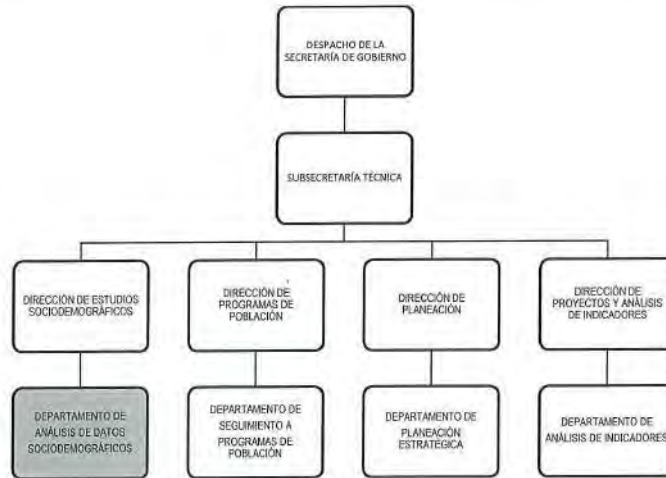 DESPACHO DE LA
SECRETARÍA DE GOBIERNO
SUBSECRETARÍA TÉCNICA
DIRECCIÓN DE ESTUDIOS
SOCIODEMOGRÁFICOS
DIRECCIÓN DE
PROGRAMAS DE
POBLACIÓN
DIRECCIÓN DE
PLANEACIÓN
DIRECCIÓN DE
PROYECTOS Y ANÁLISIS
DE INDICADORES
DEPARTAMENTO DE
ANÁLISIS DE DATOS
SOCIODEMOGRÁFICOS
DEPARTAMENTO DE
SEGUIMIENTO A
PROGRAMAS DE
POBLACIÓN
DEPARTAMENTO DE
PLANEACIÓN
ESTRATÉGICA
DEPARTAMENTO DE
ANÁLISIS DE INDICADORES